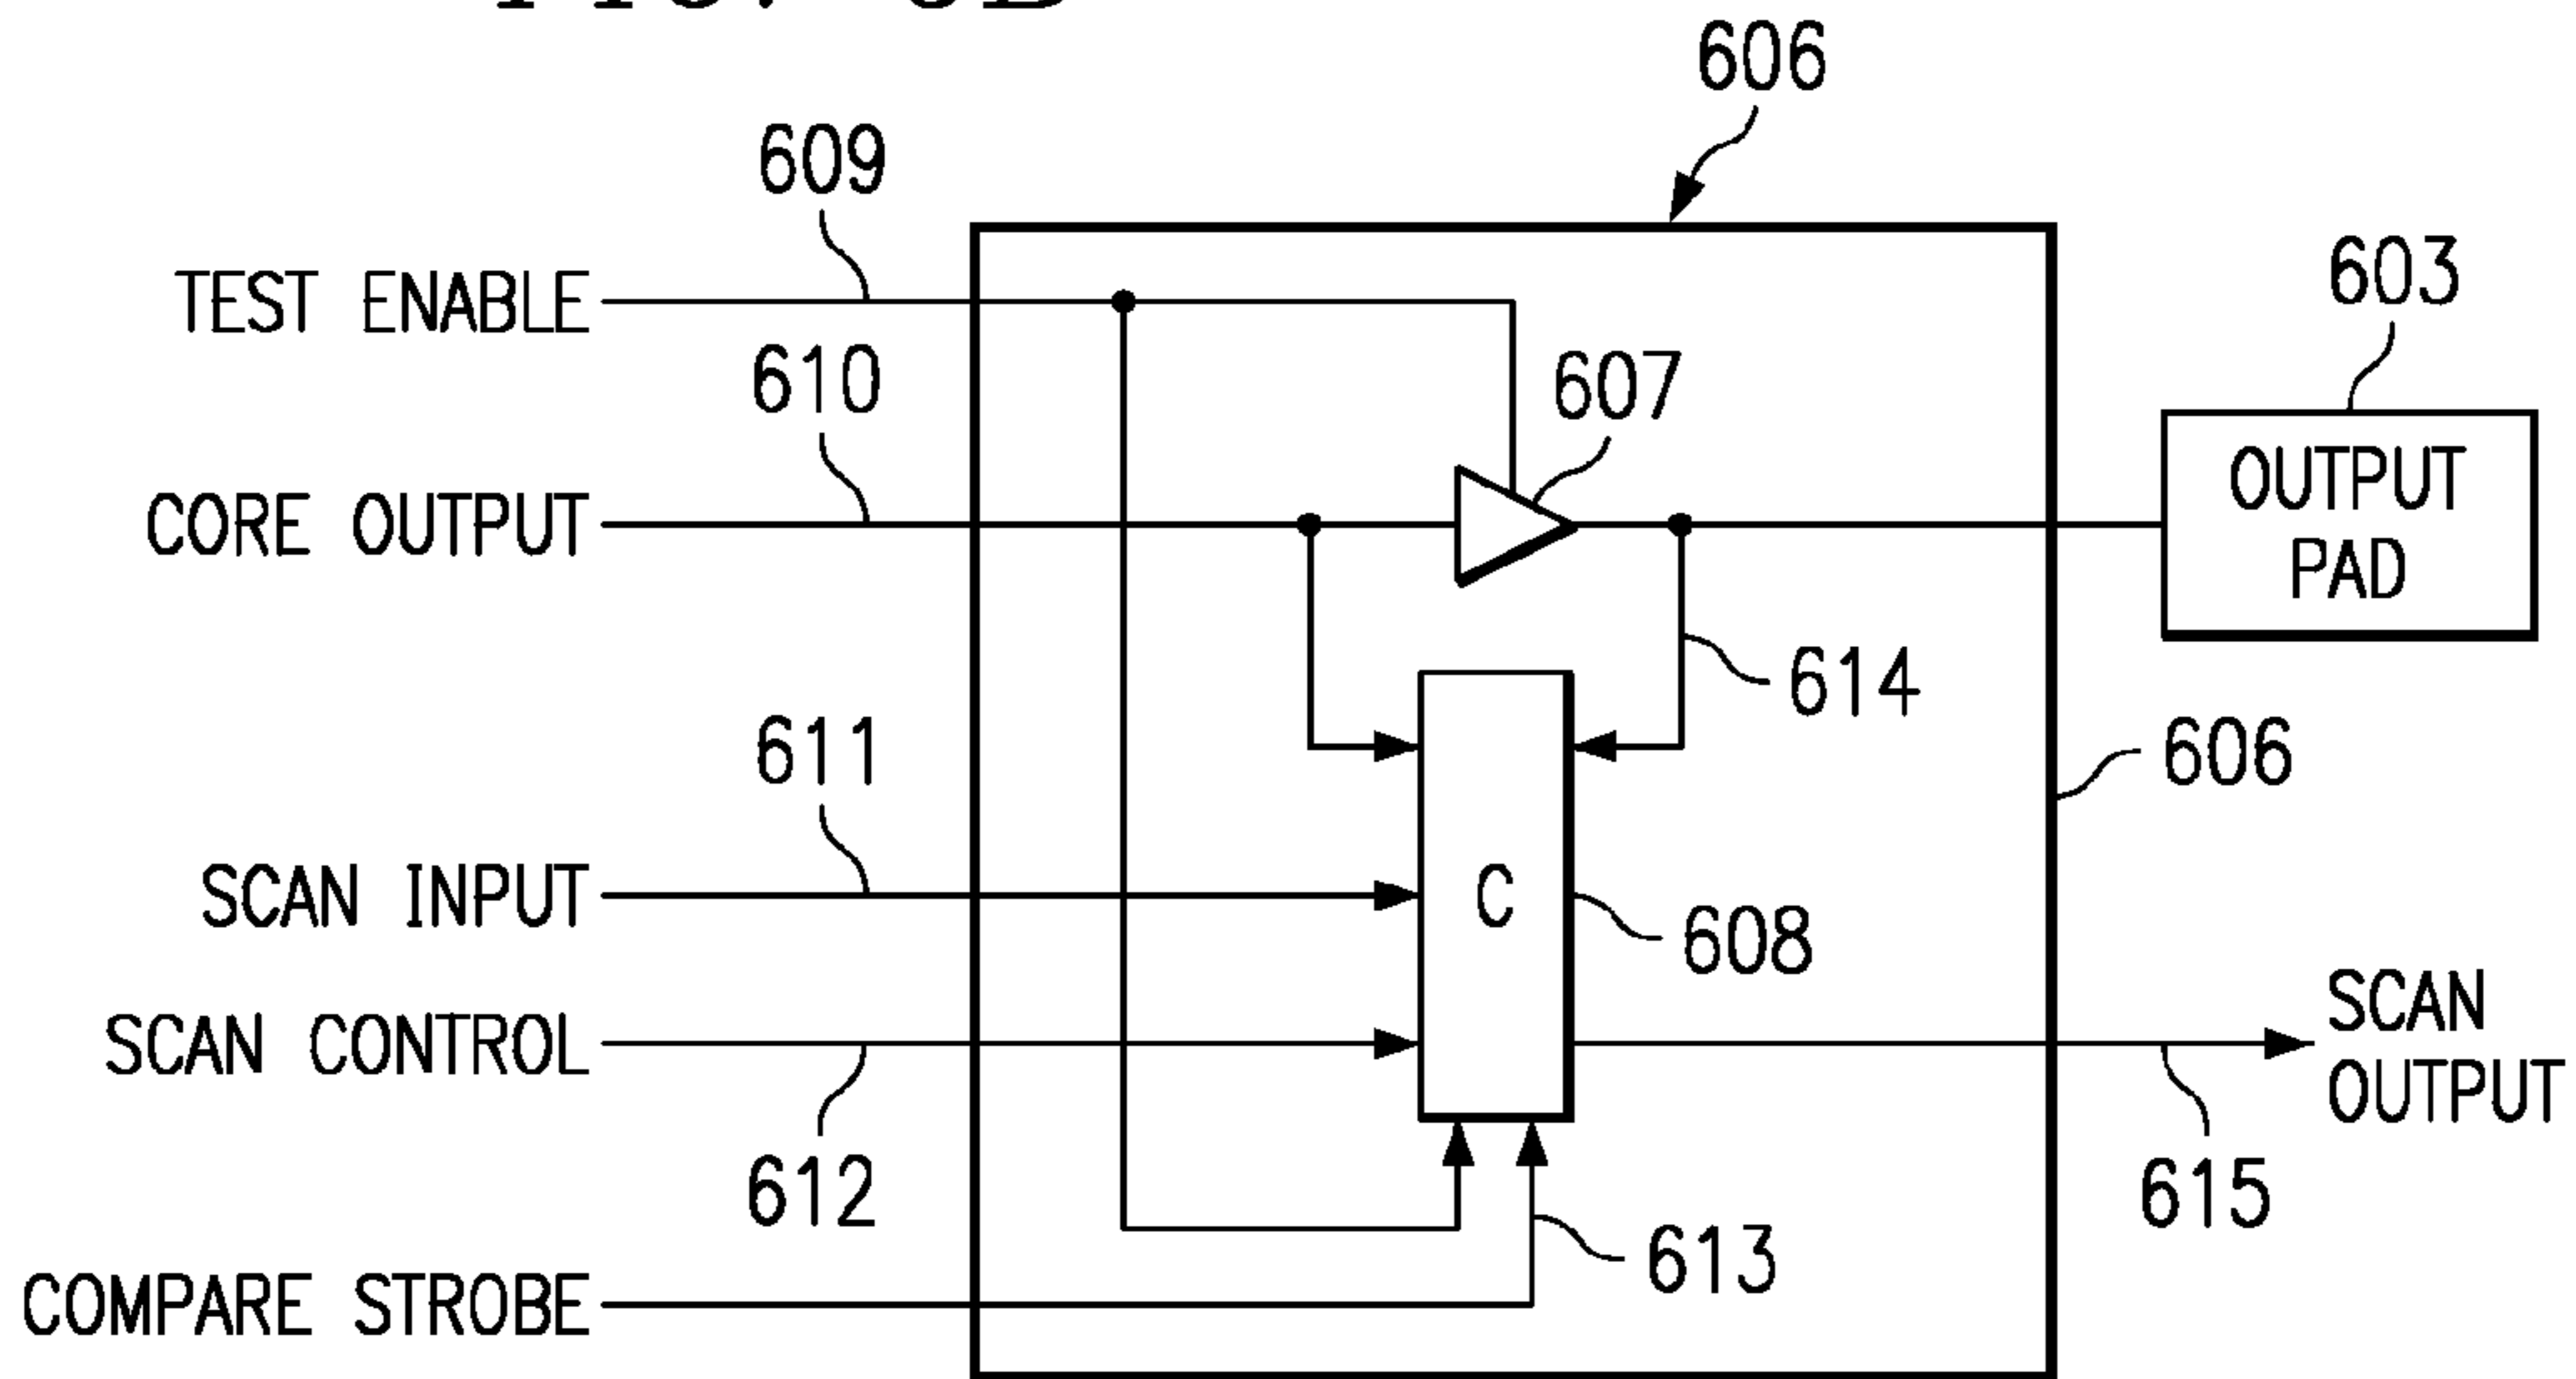 606
609
TEST ENABLE
603
610
607
CORE OUTPUT
OUTPUT
PAD
614
611
606
SCAN INPUT
C
608
SCAN CONTROL
SCAN
OUTPUT
612
615
613
COMPARE STROBE